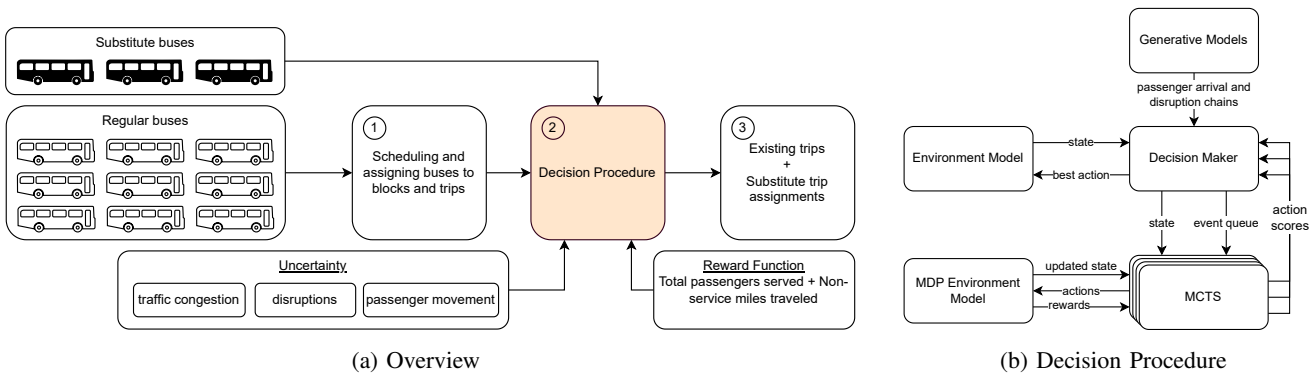 Substitute buses
Regular buses
1
Scheduling and
assigning buses to
blocks and trips
2
Decision Procedure
3
Existing trips
+
Substitute trip
assignments
Uncertainty
traffic congestion
disruptions
passenger movement
Reward Function
Total passengers served + Non-
service miles traveled
(a) Overview
Generative Models
passenger arrival and
disruption chains
Environment Model
state
best action
Decision Maker
state
event queue
action
scores
MDP Environment
Model
updated state
actions
rewards
MCTS
(b) Decision Procedure